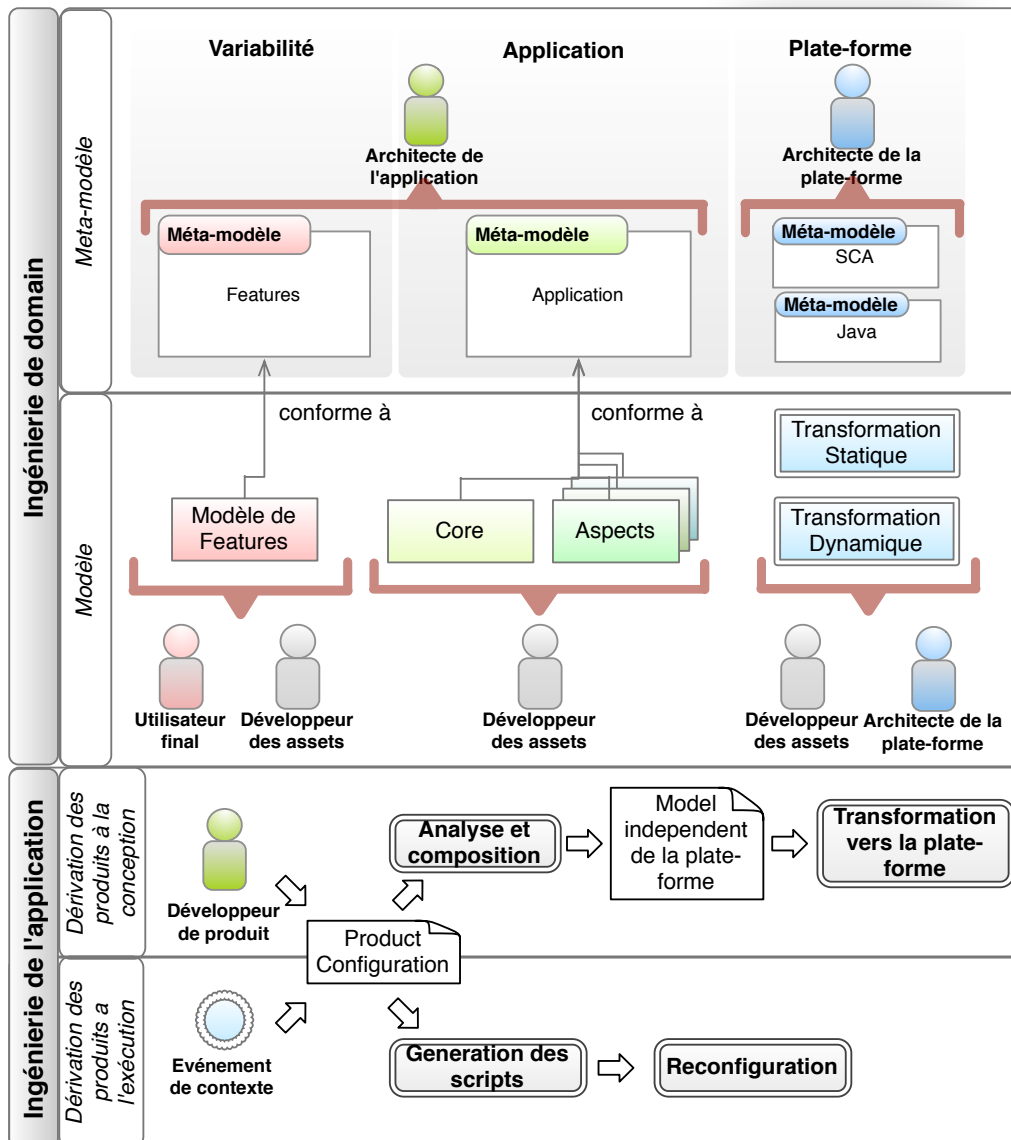 Variabilité
Application
Plate-forme
Architecte de
l'application
Architecte de la
plate-forme
Méta-modèle
Features
Méta-modèle
Application
Méta-modèle
SCA
Méta-modèle
Java
Meta-modèle
Ingénierie de domain
conforme à
conforme à
Transformation
Statique
Modèle de
Features
Core
Aspects
Transformation
Dynamique
Modèle
Utilisateur
final
Développeur
des assets
Développeur
des assets
Développeur
des assets
Architecte de la
plate-forme
Ingénierie de l'application
Dérivation des
produits à la
conception
Développeur
de produit
Analyse et
composition
Model
independent
de la plate-
forme
Transformation
vers la plate-
forme
Product
Configuration
Dérivation des
produits a
l'exécution
Evénement
de contexte
Generation des
scripts
Reconfiguration